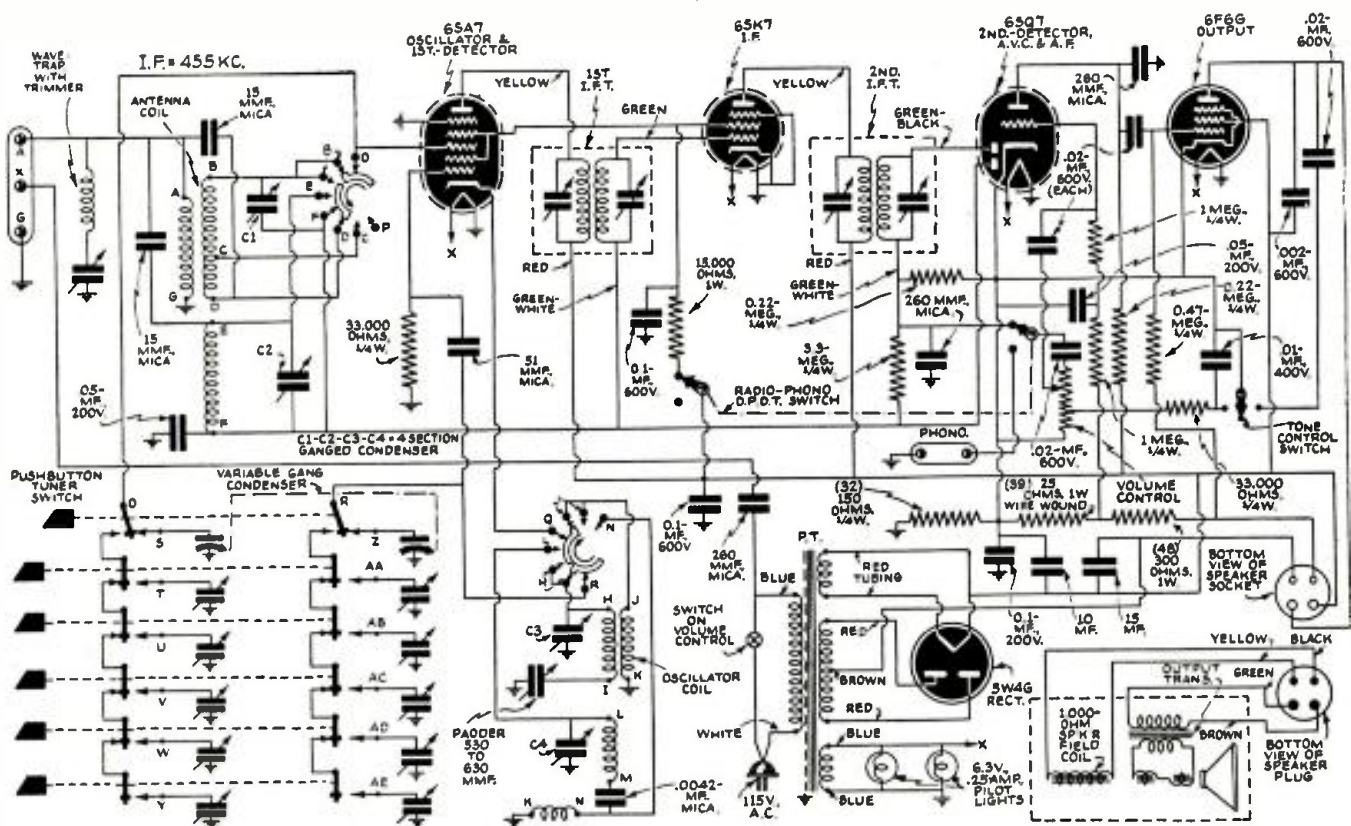 6SA7
OSCILLATOR &
1ST.-DETECTOR
6SK7
I.F.
6SQ7
2ND.-DETECTOR,
A.V.C. & A.F.
6F6G
OUTPUT
.02-
MF.
600V.
WAVE
TRAP
WITH
TRIMMER
I.F.= 455 KC.
ANTENNA
COIL
15
MMF.
MICA
YELLOW
1ST
I.F.T.
GREEN
YELLOW
2ND.
I.F.T.
GREEN-
BLACK
260
MMF.
MICA.
A
X
G
A
B
C
D
E
F
G
C1
B
O
E
F
D
C
P
X
X
X
X
.02-
MF.
600V.
(EACH)
1 MEG.
1/4W.
.05-
MF.
200V.
.002-
MF.
600V.
RED
GREEN-
WHITE
15,000
OHMS,
1W.
RED
GREEN-
WHITE
0.22-
MEG.,
1/4W.
260 MMF.
MICA.
0.22-
MEG.,
1/4W.
0.47-
MEG.,
1/4W.
15
MMF.,
MICA
C2
33,000
OHMS,
1/4W.
51
MMF.
MICA.
0.1-
MF.
600V.
3.3-
MEG.
1/4W.
.01-
MF.
400V.
.05-
MF.
200V.
RADIO-PHONO
D.P.D.T. SWITCH
C1-C2-C3-C4 = 4 SECTION
GANGED CONDENSER
PHONO.
.02-MF.
600V.
1 MEG.
1/4W.
TONE
CONTROL
SWITCH
PUSHBUTTON
TUNER
SWITCH
VARIABLE GANG
CONDENSER
0.1-
MF.
600V
260
MMF.
MICA.
(32)
150
OHMS
1/4W.
(39) 25
OHMS, 1W
WIRE WOUND
VOLUME
CONTROL
33,000
OHMS,
1/4W.
O
S
T
U
V
W
Y
R
Z
AA
AB
AC
AD
AE
Q
N
H
R
P.T.
BLUE
RED
TUBING
(46)
300
OHMS
1W.
BOTTOM
VIEW OF
SPEAKER
SOCKET
SWITCH
ON
VOLUME
CONTROL
0.1-
MF.,
200V.
10
MF.
15
MF.
C3
H
J
I
K
OSCILLATOR
COIL
RED
BROWN
RED
5W4G
RECT.
YELLOW
BLACK
OUTPUT
TRANS.
GREEN
PADDER
530
TO
630
MMF.
C4
L
M
WHITE
BLUE
BLUE
X
1,000-
OHM
SPKR
FIELD
COIL
BROWN
BOTTOM
VIEW OF
SPEAKER
PLUG
.0042-
MF.
MICA.
K
N
115V.
A.C.
6.3V.,
.25AMP.
PILOT
LIGHTS